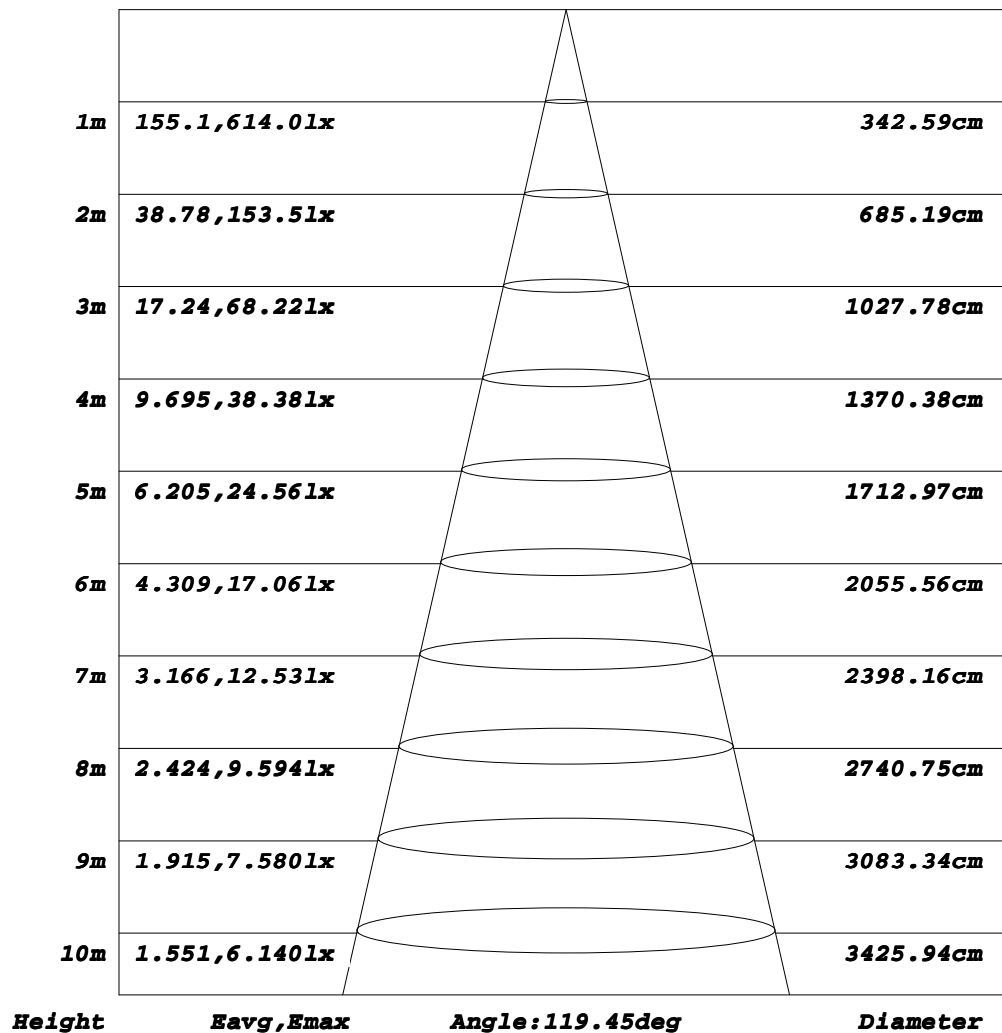 1m 155.1,614.0lx 342.59cm
2m 38.78,153.5lx 685.19cm
3m 17.24,68.22lx 1027.78cm
4m 9.695,38.38lx 1370.38cm
5m 6.205,24.56lx 1712.97cm
6m 4.309,17.06lx 2055.56cm
7m 3.166,12.53lx 2398.16cm
8m 2.424,9.594lx 2740.75cm
9m 1.915,7.580lx 3083.34cm
10m 1.551,6.140lx 3425.94cm
Height Eavg,Emax Angle:119.45deg Diameter